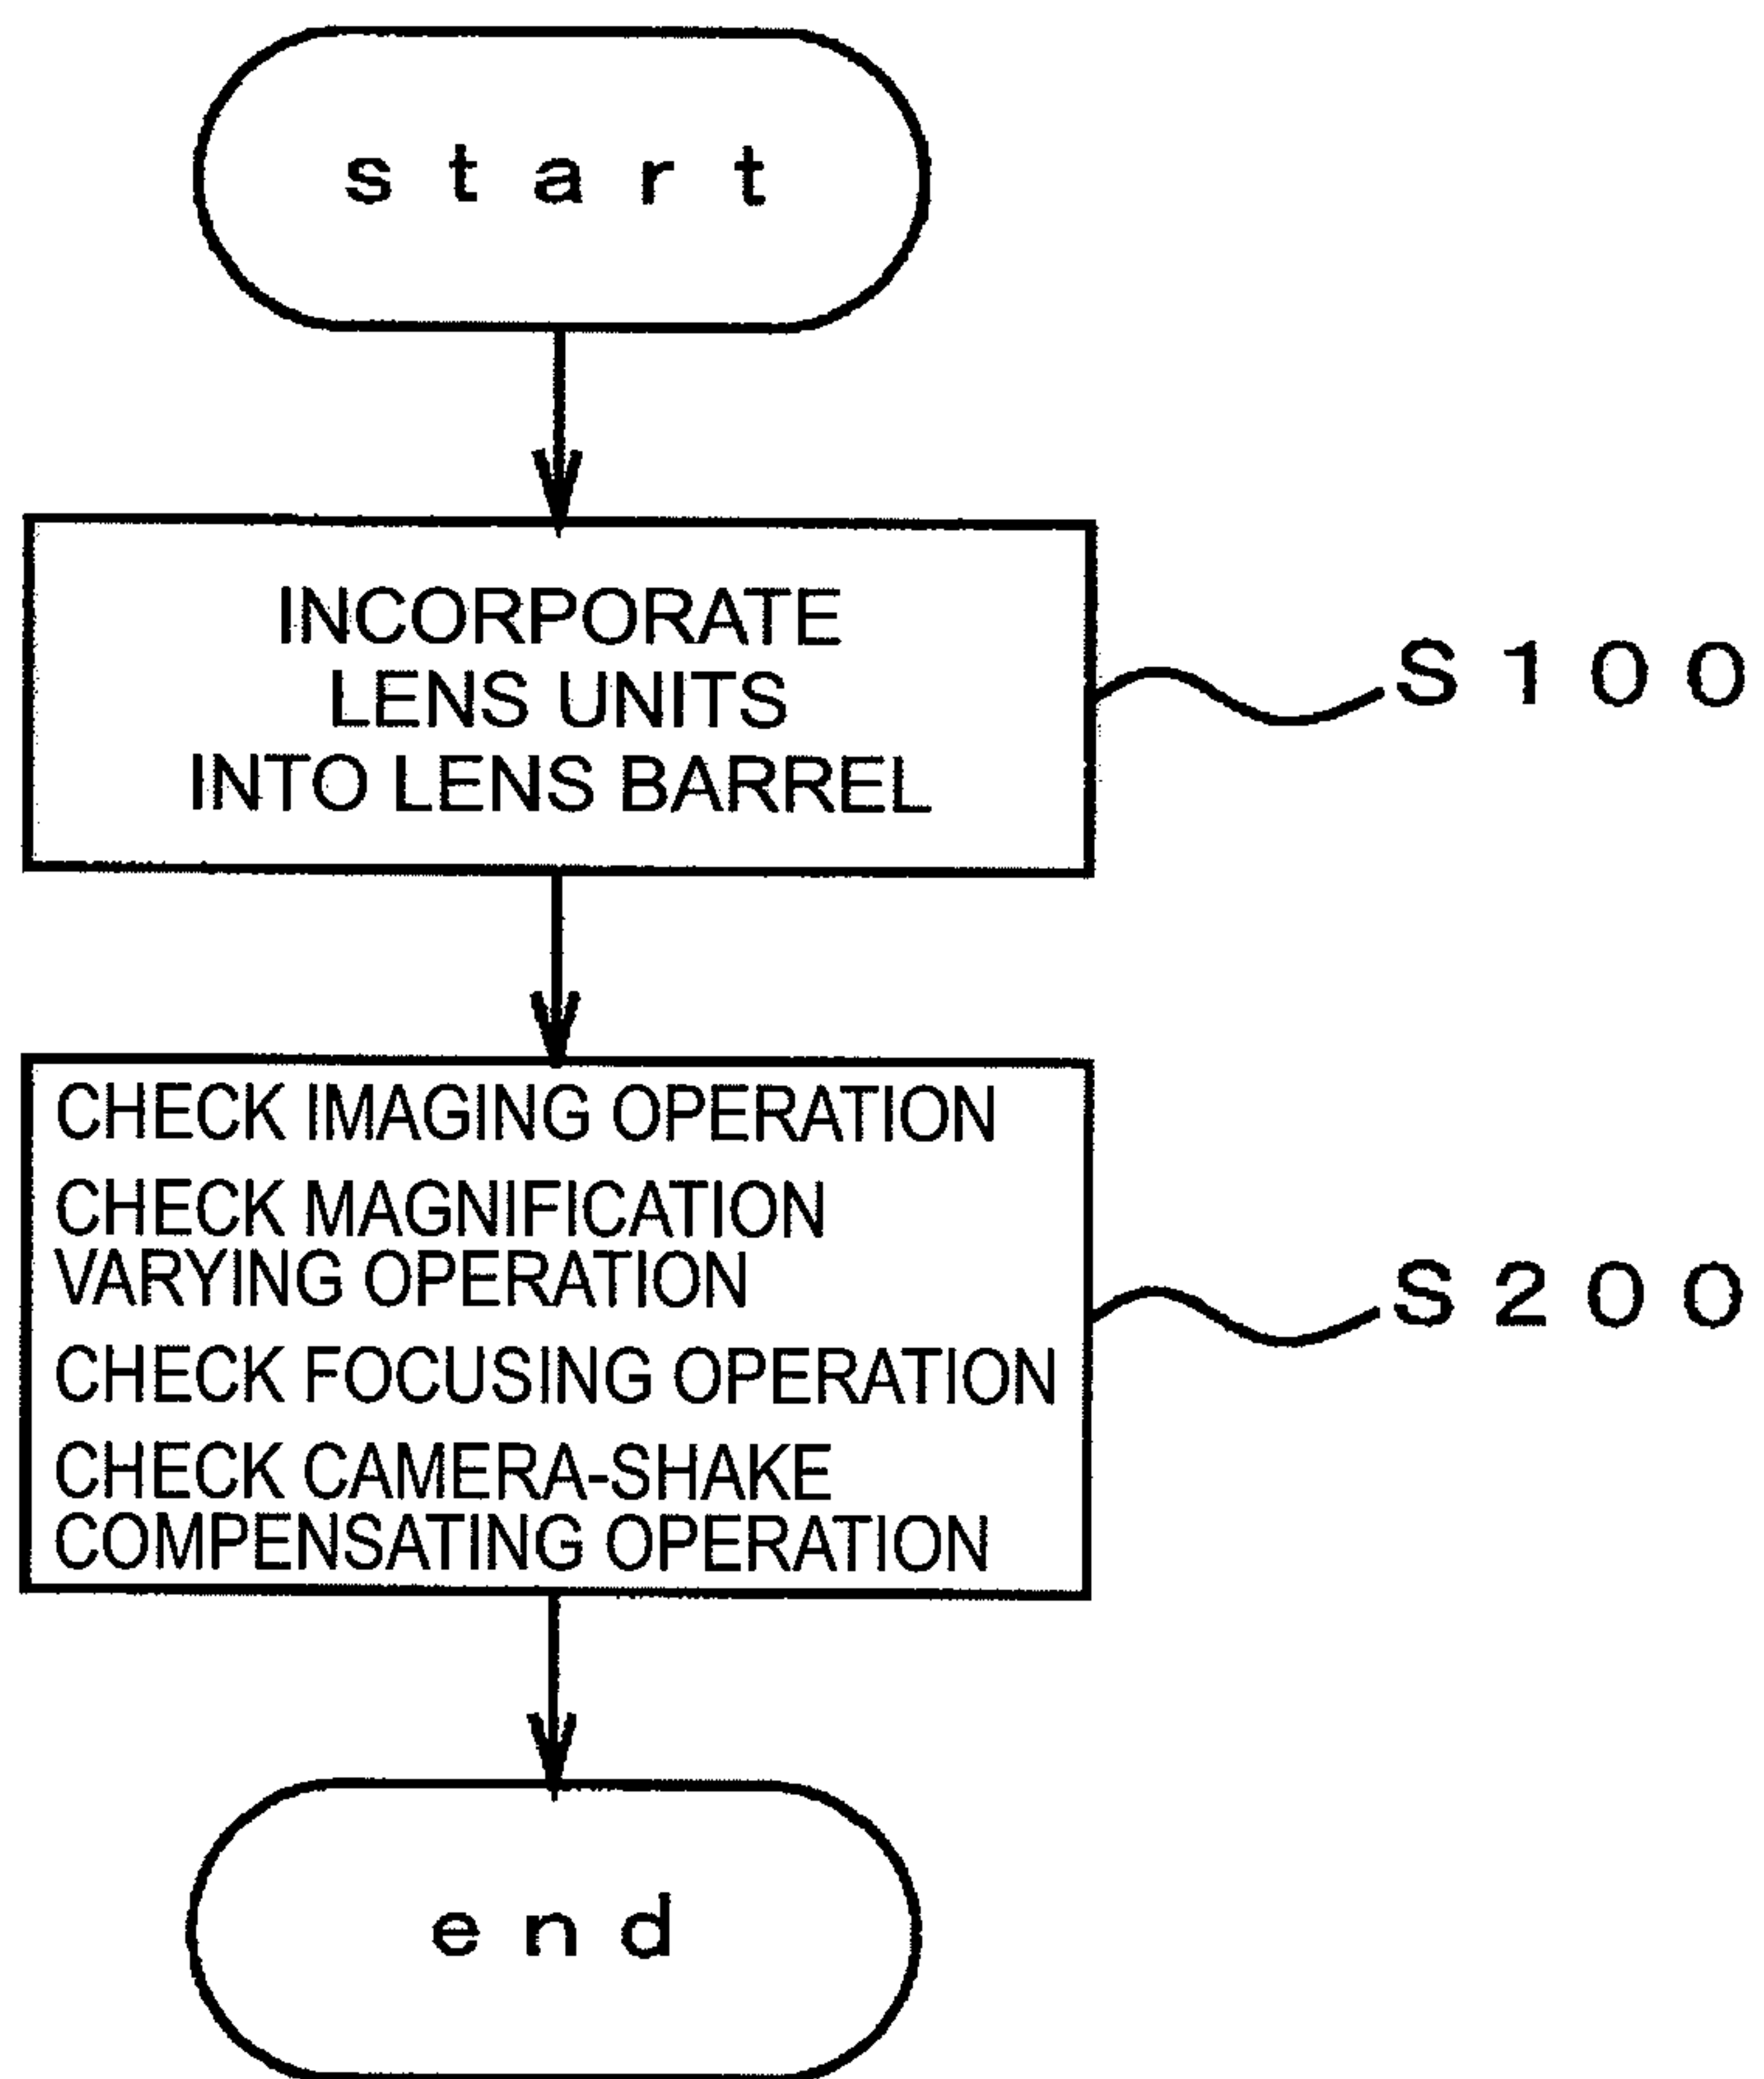 start
INCORPORATE
LENS UNITS
INTO LENS BARREL
S100
CHECK IMAGING OPERATION
CHECK MAGNIFICATION
VARYING OPERATION
CHECK FOCUSING OPERATION
CHECK CAMERA-SHAKE
COMPENSATING OPERATION
S200
end